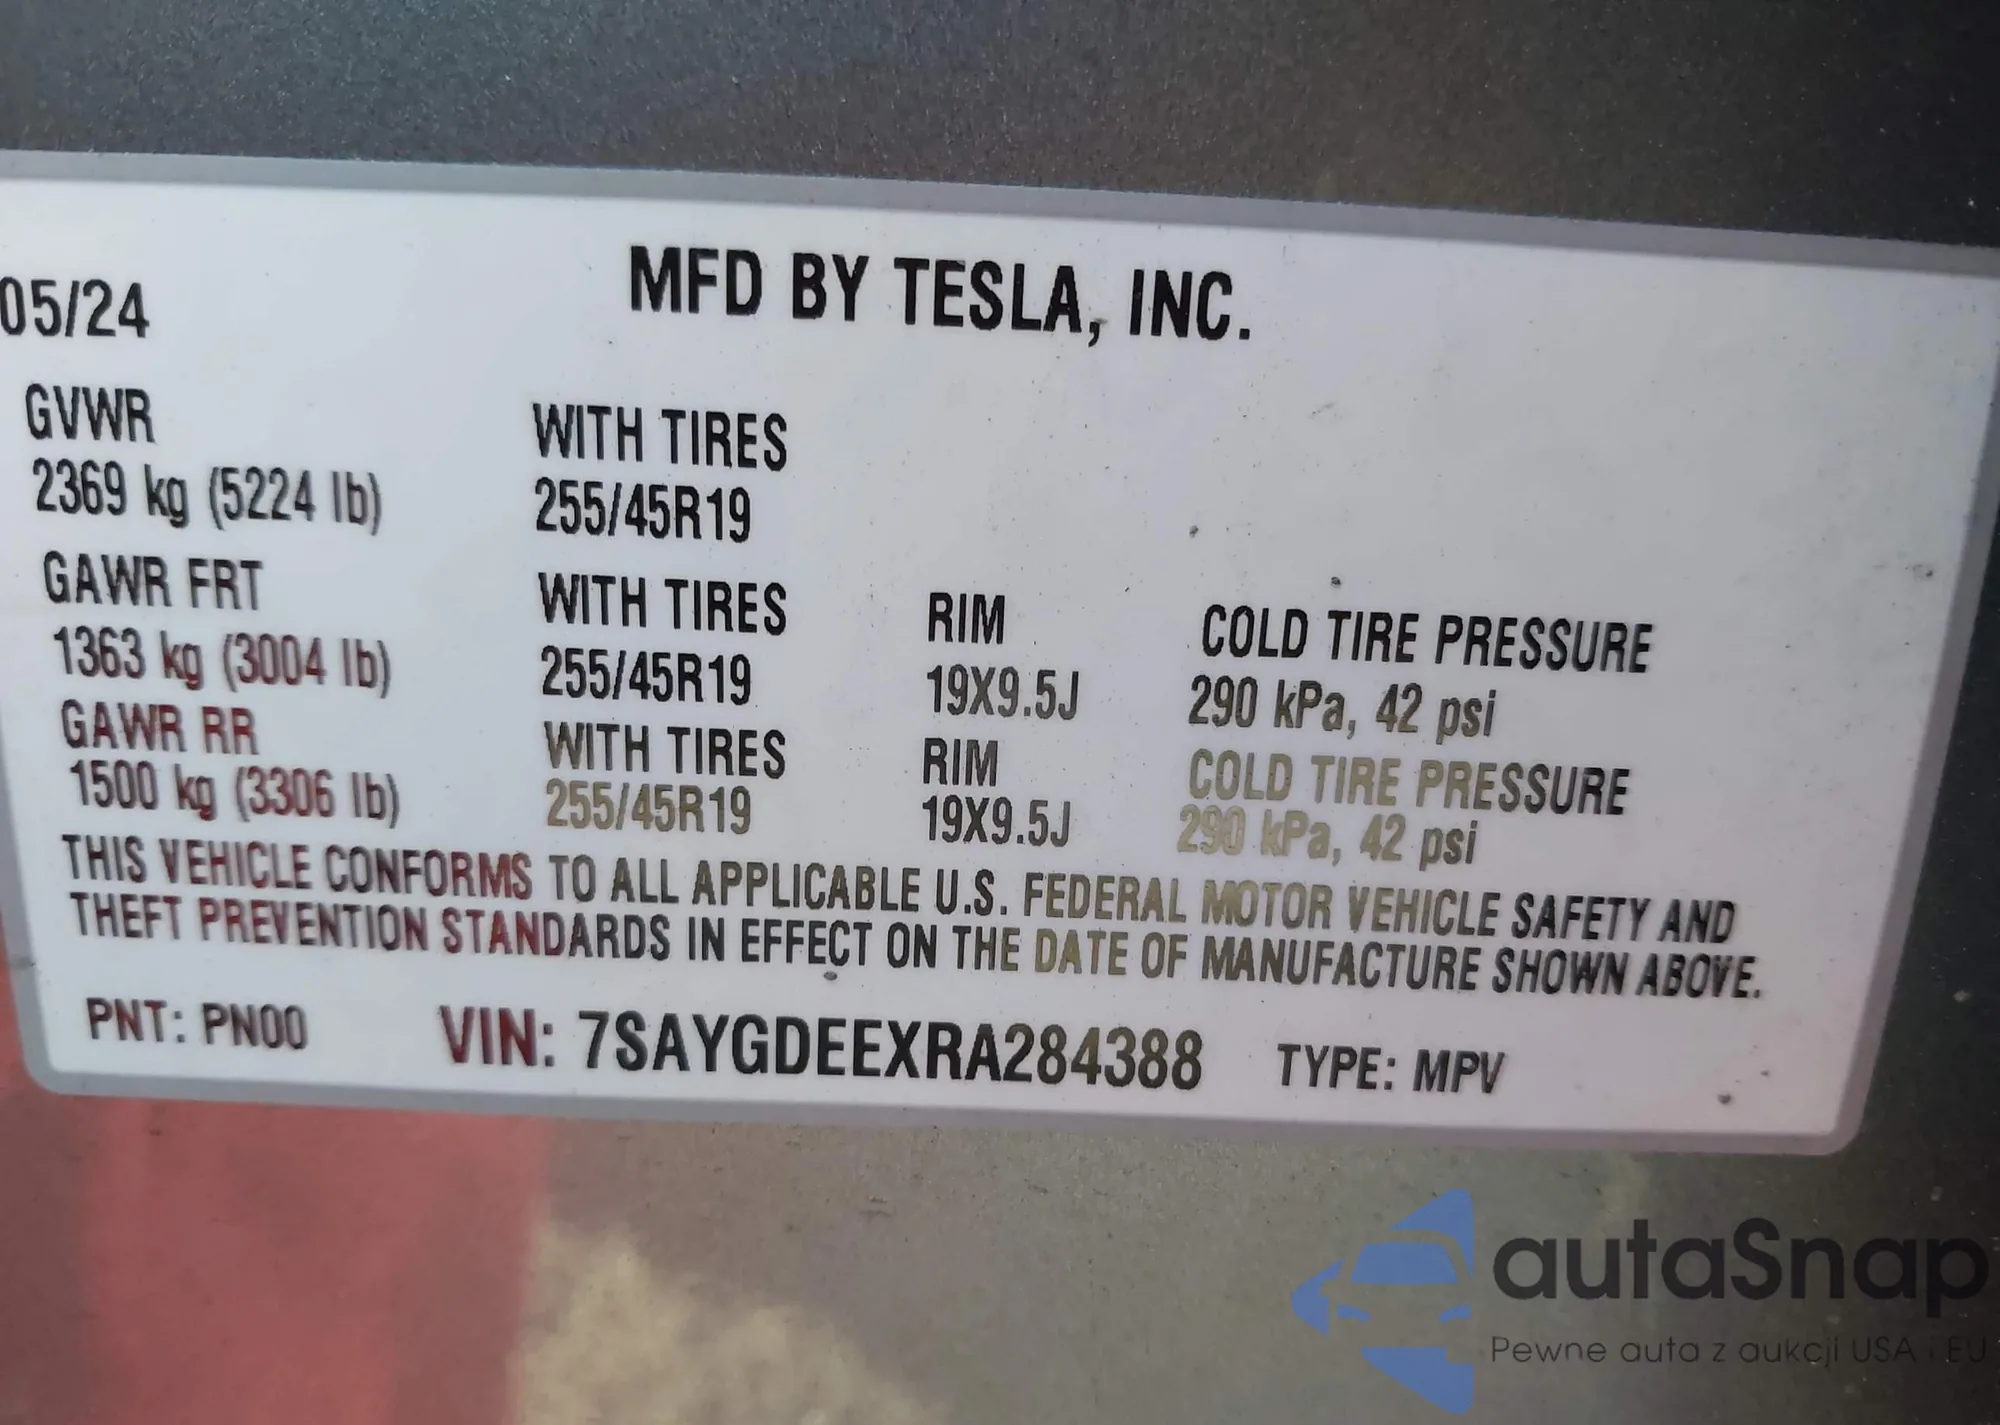 05/24 MFD BY TESLA, INC.
GVWR WITH TIRES
2369 kg (5224 lb) 255/45R19
GAWR FRT WITH TIRES RIM COLD TIRE PRESSURE
1363 kg (3004 lb) 255/45R19 19X9.5J 290 kPa, 42 psi
GAWR RR WITH TIRES RIM COLD TIRE PRESSURE
1500 kg (3306 lb) 255/45R19 19X9.5J 290 kPa, 42 psi
THIS VEHICLE CONFORMS TO ALL APPLICABLE U.S. FEDERAL MOTOR VEHICLE SAFETY AND
THEFT PREVENTION STANDARDS IN EFFECT ON THE DATE OF MANUFACTURE SHOWN ABOVE.
PNT: PN00 VIN: 7SAYGDEEXRA284388 TYPE: MPV
autaSnap
Pewne auta z aukcji USA i EU